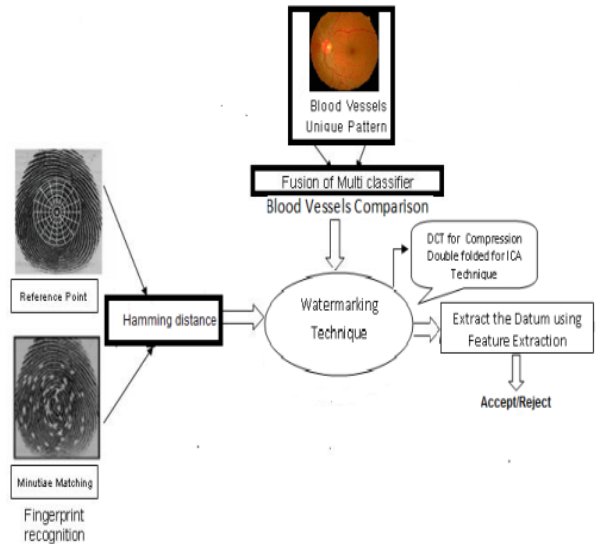 Blood Vessels
Unique Pattern
Fusion of Multi classifier
Blood Vessels Comparison
DCT for Compression
Double folded for ICA
Technique
Reference Point
Hamming distance
Watermarking
Technique
Extract the Datum using
Feature Extraction
Accept/Reject
Minutiae Matching
Fingerprint
recognition